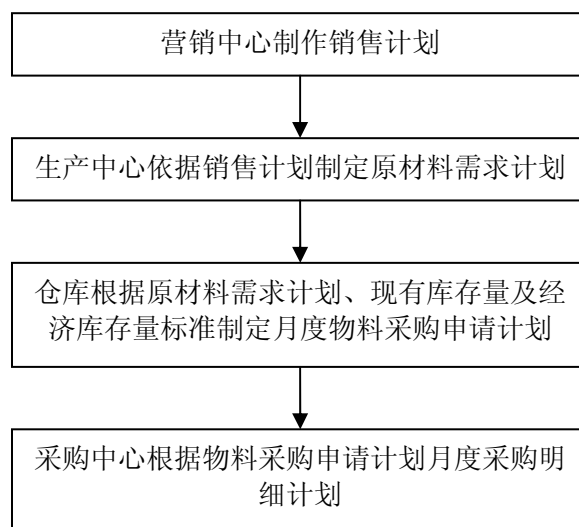 营销中心制作销售计划
生产中心依据销售计划制定原材料需求计划
仓库根据原材料需求计划、现有库存量及经
济库存量标准制定月度物料采购申请计划
采购中心根据物料采购申请计划月度采购明
细计划